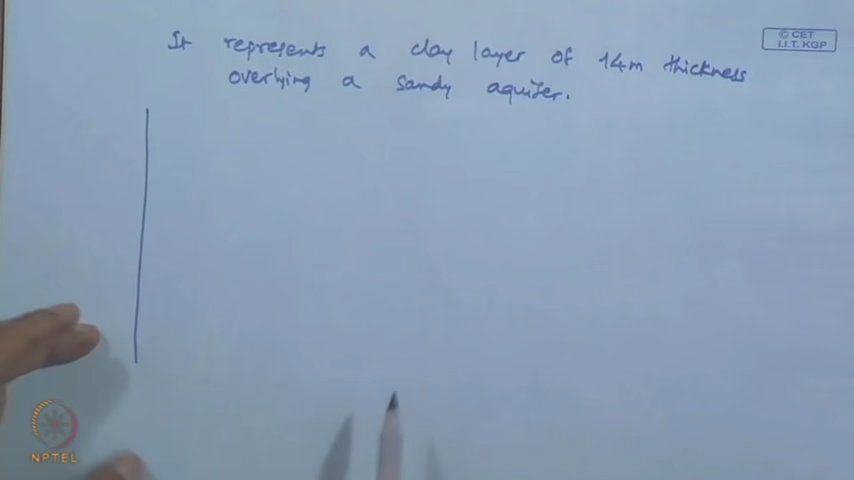 It represents a clay layer of 14m thickness
overlying a sandy aquifer.
© CET
I.I.T. KGP
NPTEL